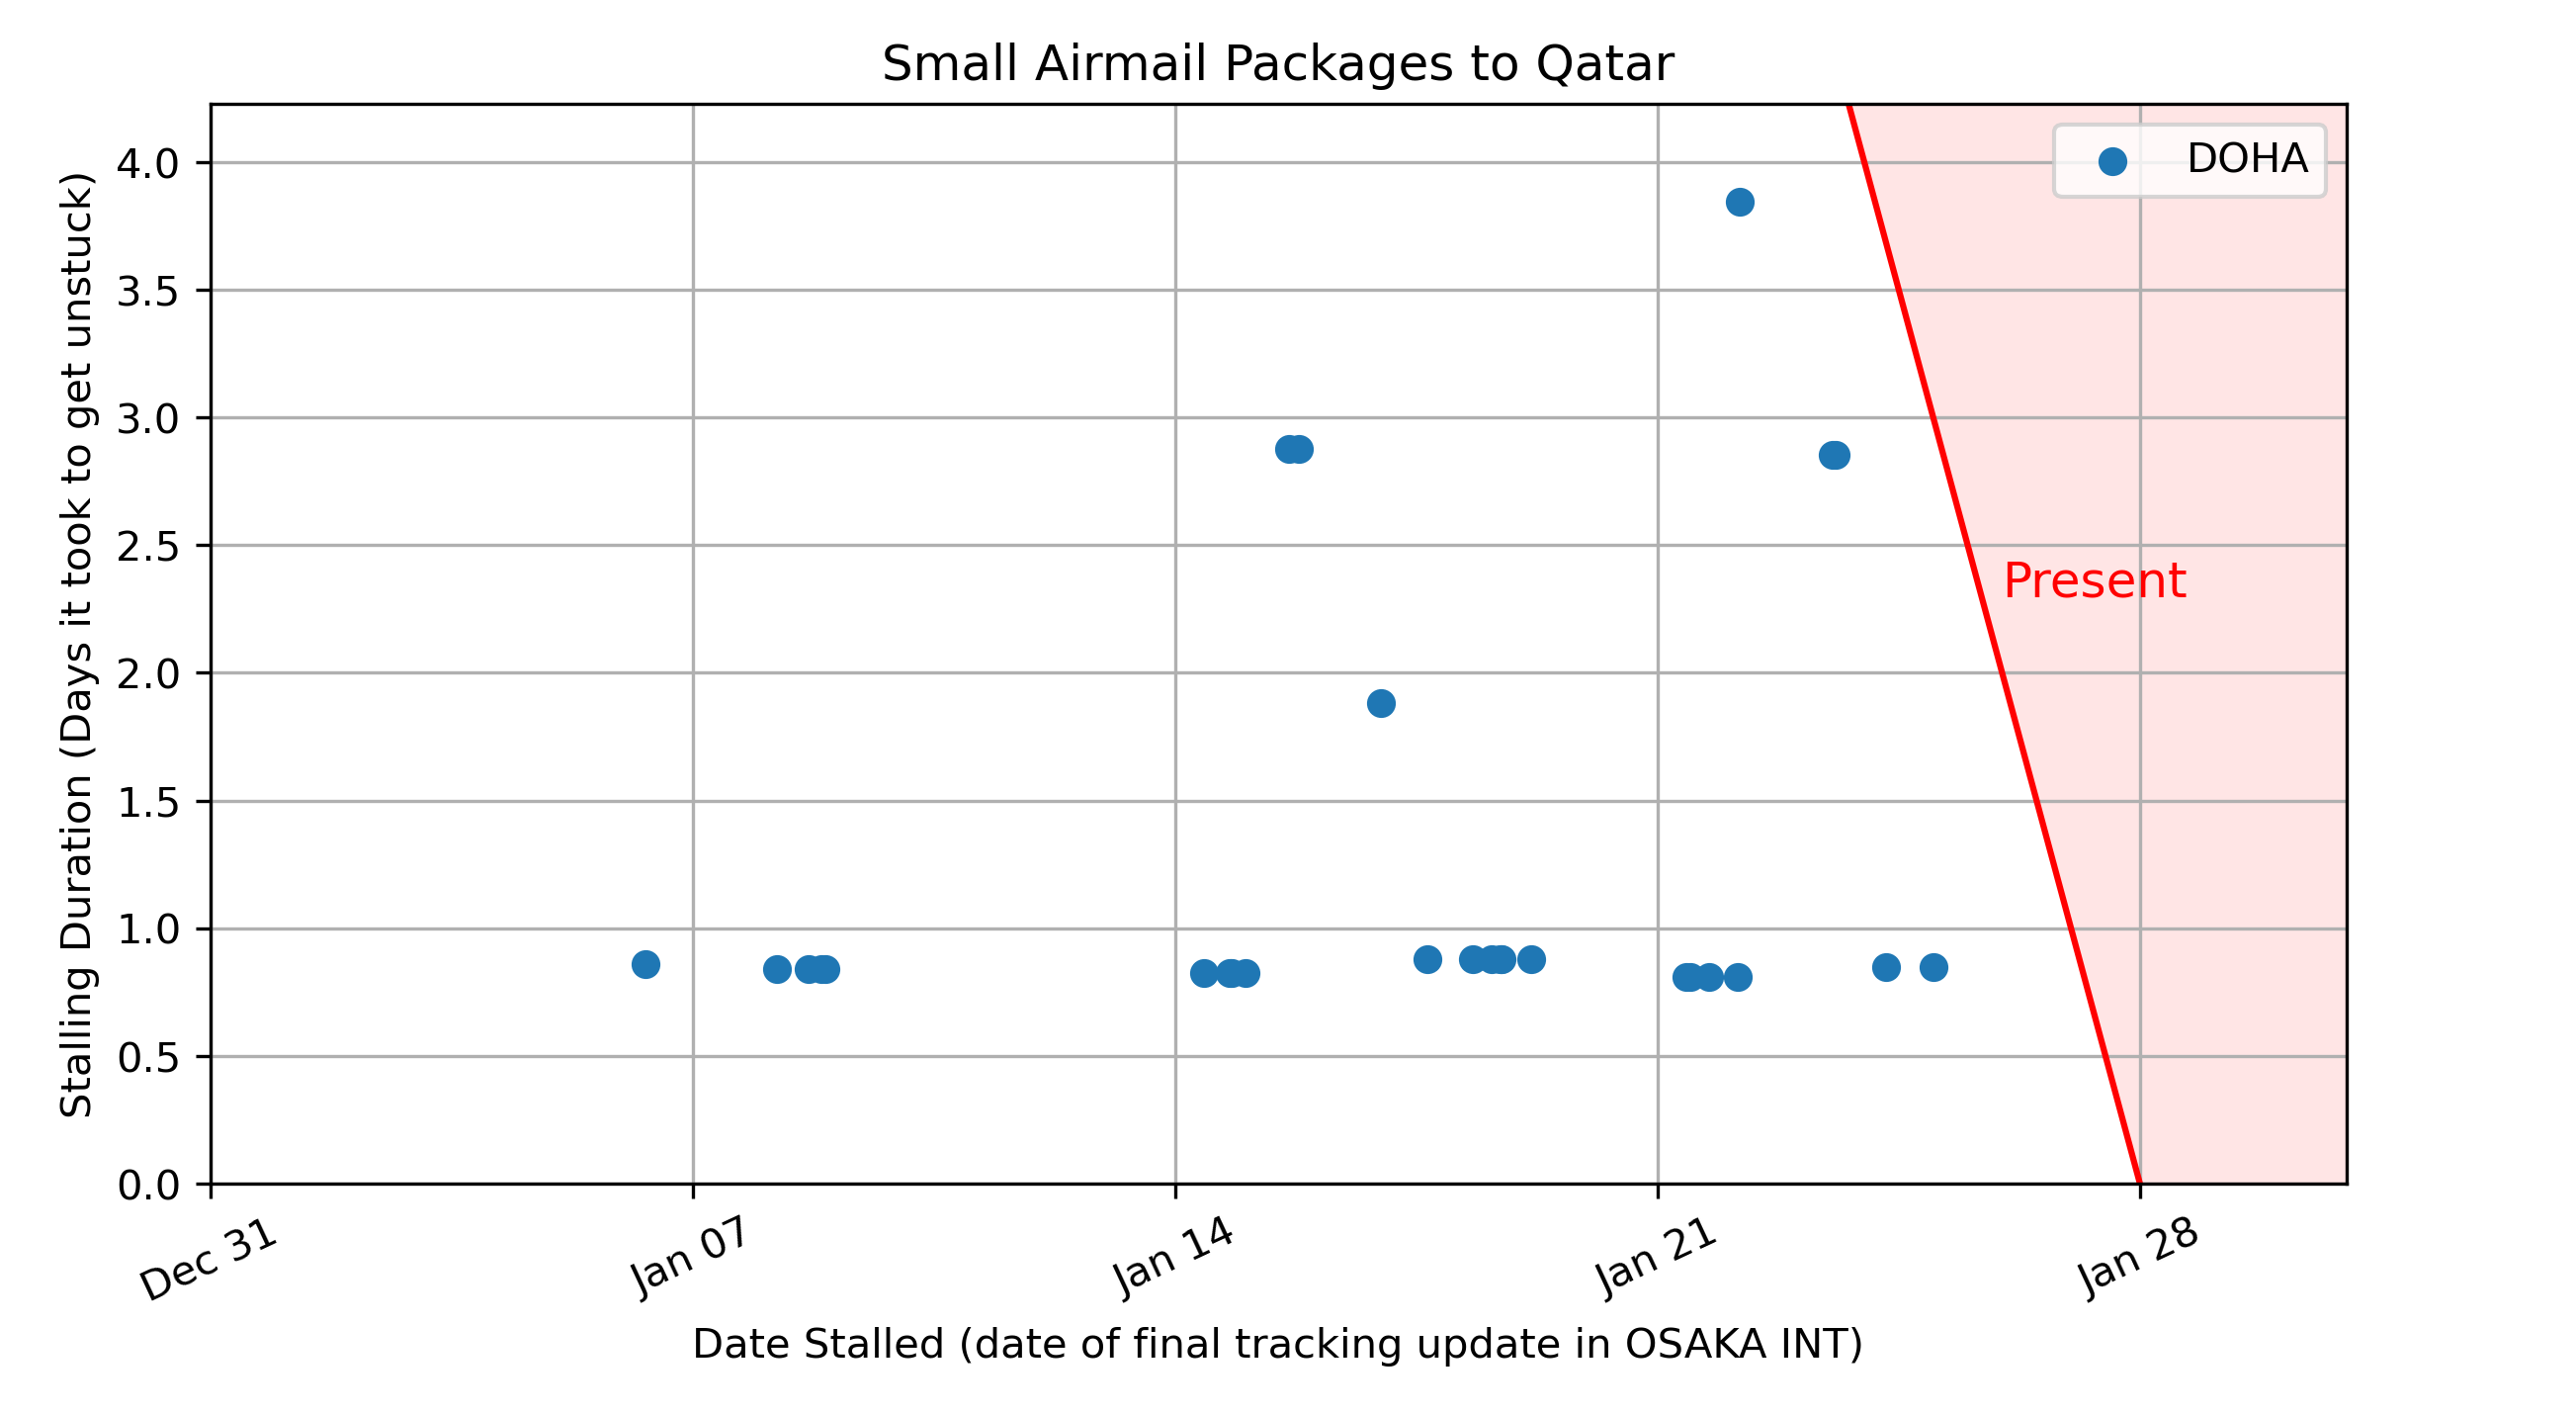 Small Airmail Packages to Qatar
DOHA
Present
Stalling Duration (Days it took to get unstuck)
4.0
3.5
3.0
2.5
2.0
1.5
1.0
0.5
0.0
Dec 31
Jan 07
Jan 14
Jan 21
Jan 28
Date Stalled (date of final tracking update in OSAKA INT)